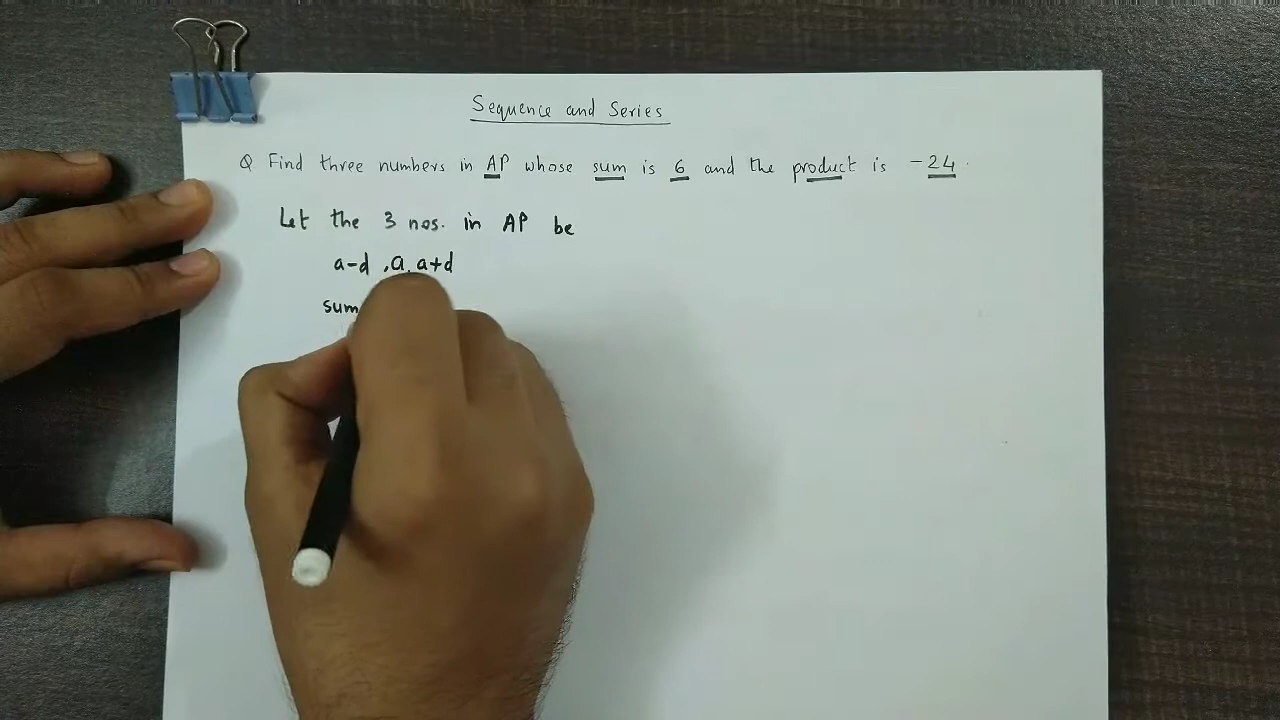 Sequence and Series
Q Find three numbers in AP whose sum is 6 and the product is -24.
Let the 3 nos. in AP be
a-d , a, a+d
sum